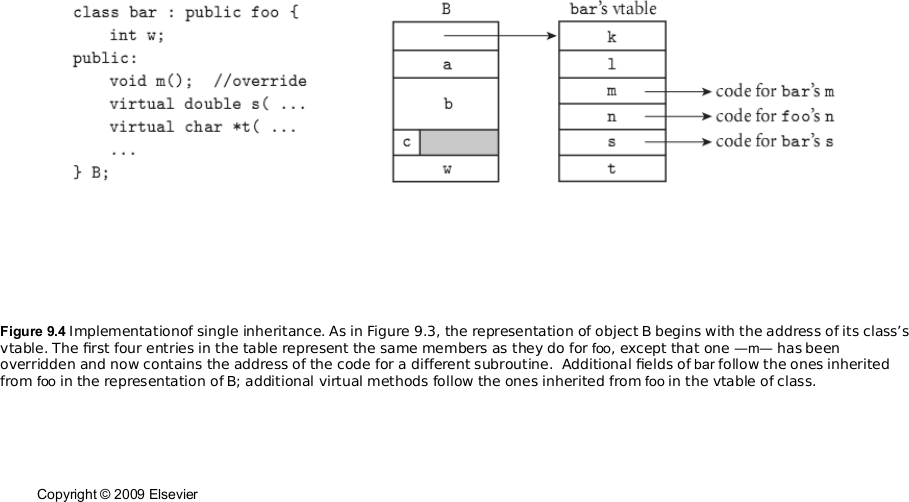 class bar : public foo {
int w;
public:
void m();  //override
virtual double s( ...
virtual char *t( ...
...
} B;
B
a
b
c
w
bar's vtable
k
l
m
n
s
t
code for bar's m
code for foo's n
code for bar's s
Figure 9.4 Implementationof single inheritance. As in Figure 9.3, the representation of object B begins with the address of its class's
vtable. The first four entries in the table represent the same members as they do for foo, except that one —m— has been
overridden and now contains the address of the code for a different subroutine.  Additional fields of bar follow the ones inherited
from foo in the representation of B; additional virtual methods follow the ones inherited from foo in the vtable of class.
Copyright © 2009 Elsevier